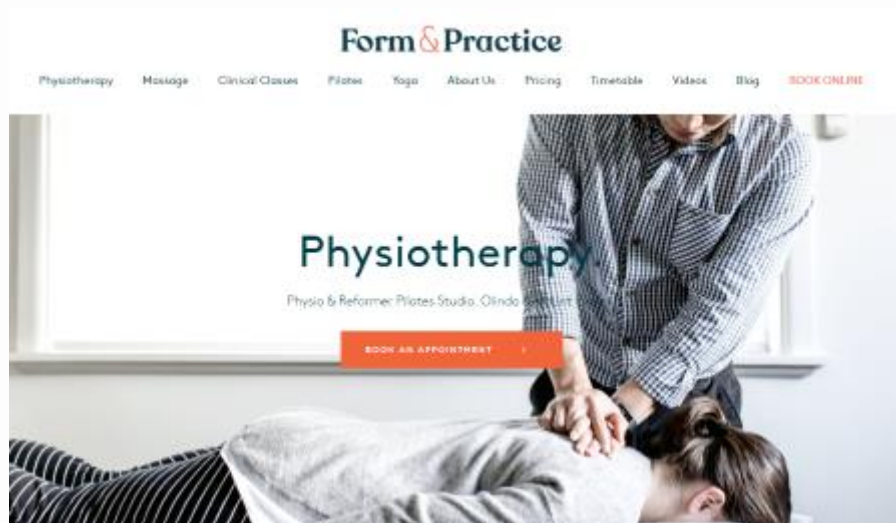 Form & Practice
Physiotherapy Massage Clinical Classes Pilates Yoga About Us Pricing Timetable Videos Blog BOOK ONLINE
Physiotherapy.
Physio & Reformer Pilates Studio. Olinda
BOOK AN APPOINTMENT >